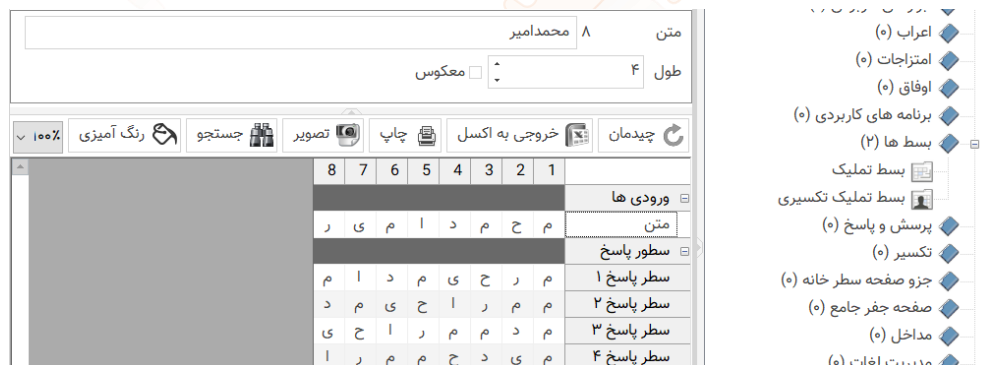 اعراب (۰)
امتزاجات (۰)
اوفاق (۰)
برنامه های کاربردی (۰)
بسط ها (۲)
بسط تملیک
بسط تملیک تکسیری
پرسش و پاسخ (۰)
تکسیر (۰)
جزو صفحه سطر خانه (۰)
صفحه جفر جامع (۰)
مداخل (۰)
مدیریت لغات (۰)
متن ۸ محمدامیر
طول ۴ معکوس
چیدمان خروجی به اکسل چاپ تصویر جستجو رنگ آمیزی ۱۰۰٪
1 2 3 4 5 6 7 8
ورودی ها
متن م ح م د ا م ی ر
سطور پاسخ
سطر پاسخ ۱ م ر ح ی م د ا م
سطر پاسخ ۲ م م ر ا ح ی م د
سطر پاسخ ۳ م د م م ر ا ح ی
سطر پاسخ ۴ م ی د ح م م ر ا